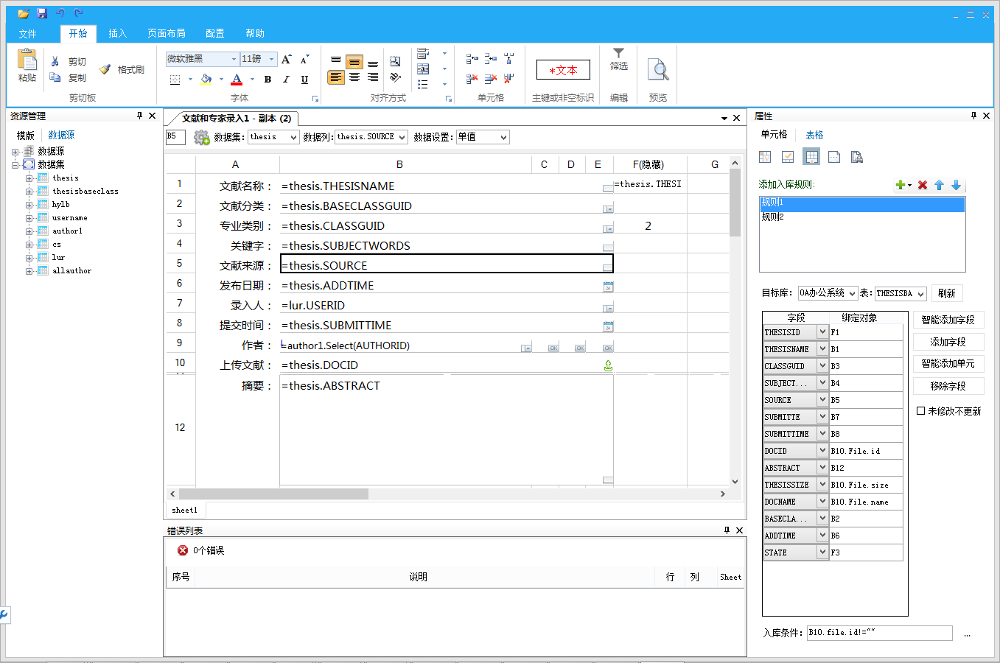 文件 开始 插入 页面布局 配置 帮助
粘贴 剪切 复制 格式刷
微软雅黑 11磅
*文本
筛选
剪切板 字体 对齐方式 单元格 主键或非空标识 编辑 预览
资源管理
模版 数据源
数据源
数据集
thesis
thesisbaseclass
hylb
username
author1
cs
lur
allauthor
文献和专家录入1 - 副本 (2)
B5 数据集: thesis 数据列: thesis.SOURCE 数据设置: 单值
A B C D E F(隐藏) G
1 文献名称： =thesis.THESISNAME =thesis.THESI
2 文献分类： =thesis.BASECLASSGUID
3 专业类别： =thesis.CLASSGUID 2
4 关键字： =thesis.SUBJECTWORDS
5 文献来源： =thesis.SOURCE
6 发布日期： =thesis.ADDTIME
7 录入人： =lur.USERID
8 提交时间： =thesis.SUBMITTIME
9 作者： =author1.Select(AUTHORID) OK OK OK
10 上传文献： =thesis.DOCID
12 摘要： =thesis.ABSTRACT
sheet1
错误列表
0个错误
序号 说明 行 列 Sheet
属性
单元格 表格
添加入库规则:
规则1
规则2
目标库: OA办公系统 表: THESISBA 刷新
字段 绑定对象
THESISID F1
THESISNAME B1
CLASSGUID B3
SUBJECT... B4
SOURCE B5
SUBMITTE B7
SUBMITTIME B8
DOCID B10.File.id
ABSTRACT B12
THESISSIZE B10.File.size
DOCNAME B10.File.name
BASECLA... B2
ADDTIME B6
STATE F3
智能添加字段
添加字段
智能添加单元
移除字段
未修改不更新
入库条件: B10.file.id!="" ...